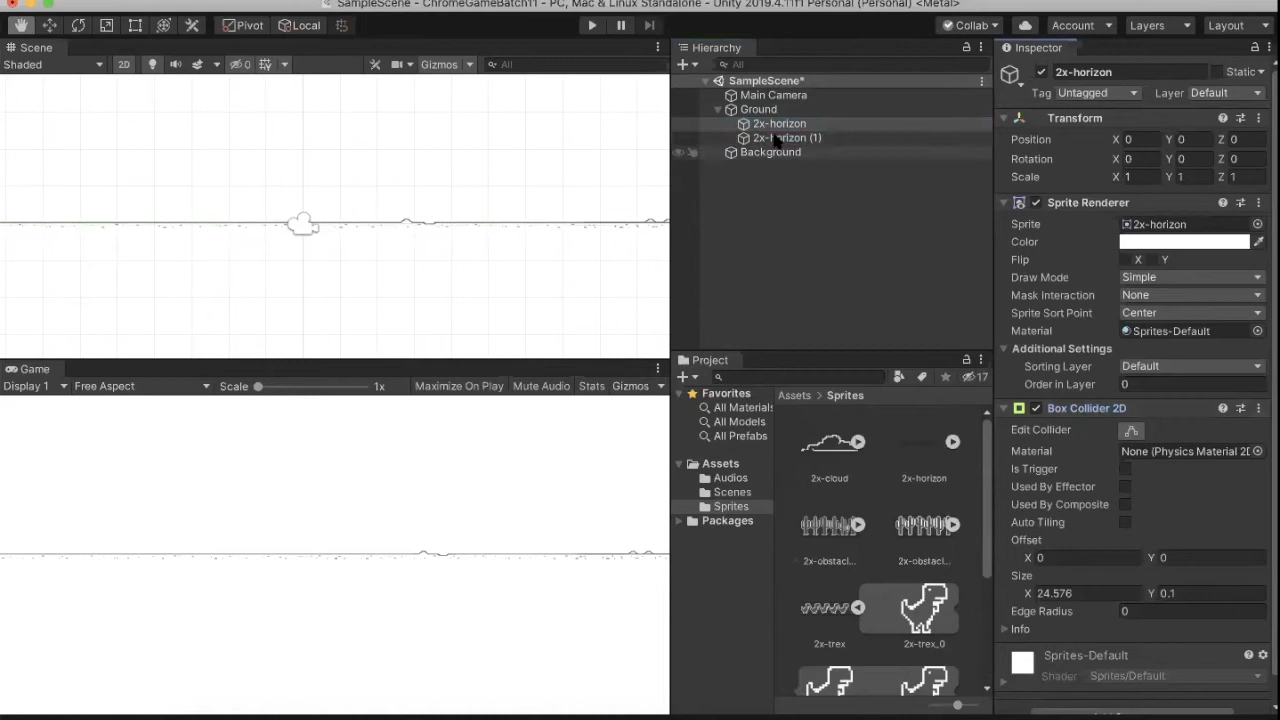 SampleScene - ChromeGameBatch11 - PC, Mac & Linux Standalone - Unity 2019.4.11f1 Personal (Personal) <Metal>
Pivot Local Collab Account Layers Layout
Scene
Shaded 2D 0 Gizmos All
Hierarchy
All
SampleScene*
Main Camera
Ground
2x-horizon
2x-horizon (1)
Background
Inspector
2x-horizon Static
Tag Untagged Layer Default
Transform
Position X 0 Y 0 Z 0
Rotation X 0 Y 0 Z 0
Scale X 1 Y 1 Z 1
Sprite Renderer
Sprite 2x-horizon
Color
Flip X Y
Draw Mode Simple
Mask Interaction None
Sprite Sort Point Center
Material Sprites-Default
Additional Settings
Sorting Layer Default
Order in Layer 0
Box Collider 2D
Edit Collider
Material None (Physics Material 2D
Is Trigger
Used By Effector
Used By Composite
Auto Tiling
Offset
X 0 Y 0
Size
X 24.576 Y 0.1
Edge Radius 0
Info
Sprites-Default
Shader Sprites/Default
Game
Display 1 Free Aspect Scale 1x Maximize On Play Mute Audio Stats Gizmos
Project
17
Favorites
All Materials
All Models
All Prefabs
Assets
Audios
Scenes
Sprites
Packages
Assets > Sprites
2x-cloud 2x-horizon
2x-obstacl... 2x-obstacl...
2x-trex 2x-trex_0